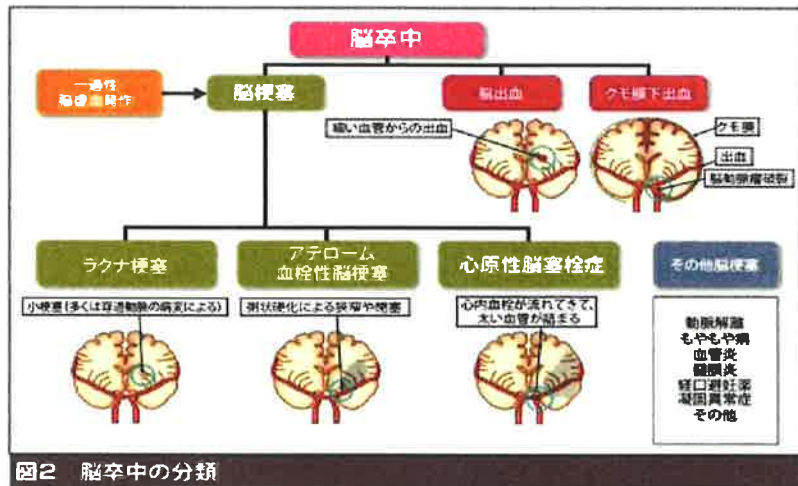 脳卒中
一過性
脳虚血発作
脳梗塞
脳出血
クモ膜下出血
細い血管からの出血
クモ膜
出血
脳動脈瘤破裂
ラクナ梗塞
アテローム
血栓性脳梗塞
心原性脳塞栓症
その他脳梗塞
小梗塞(多くは穿通動脈の病変による)
粥状硬化による狭窄や閉塞
心内血栓が流れてきて、
太い血管が詰まる
動脈解離
もやもや病
血管炎
髄膜炎
経口避妊薬
凝固異常症
その他
図2 脳卒中の分類